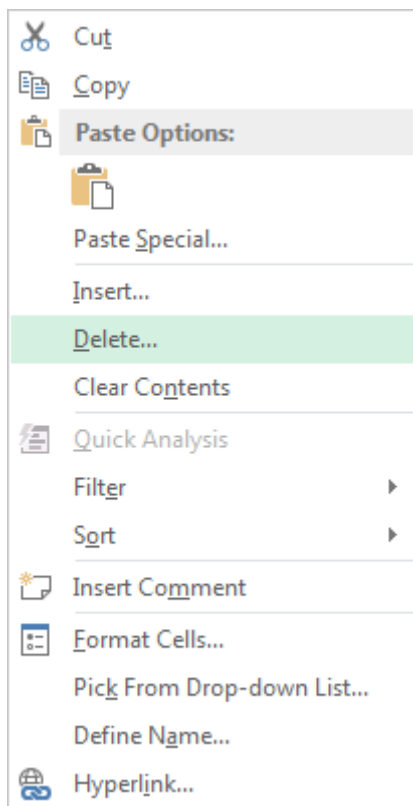 Cut
Copy
Paste Options:
Paste Special...
Insert...
Delete...
Clear Contents
Quick Analysis
Filter
Sort
Insert Comment
Format Cells...
Pick From Drop-down List...
Define Name...
Hyperlink...